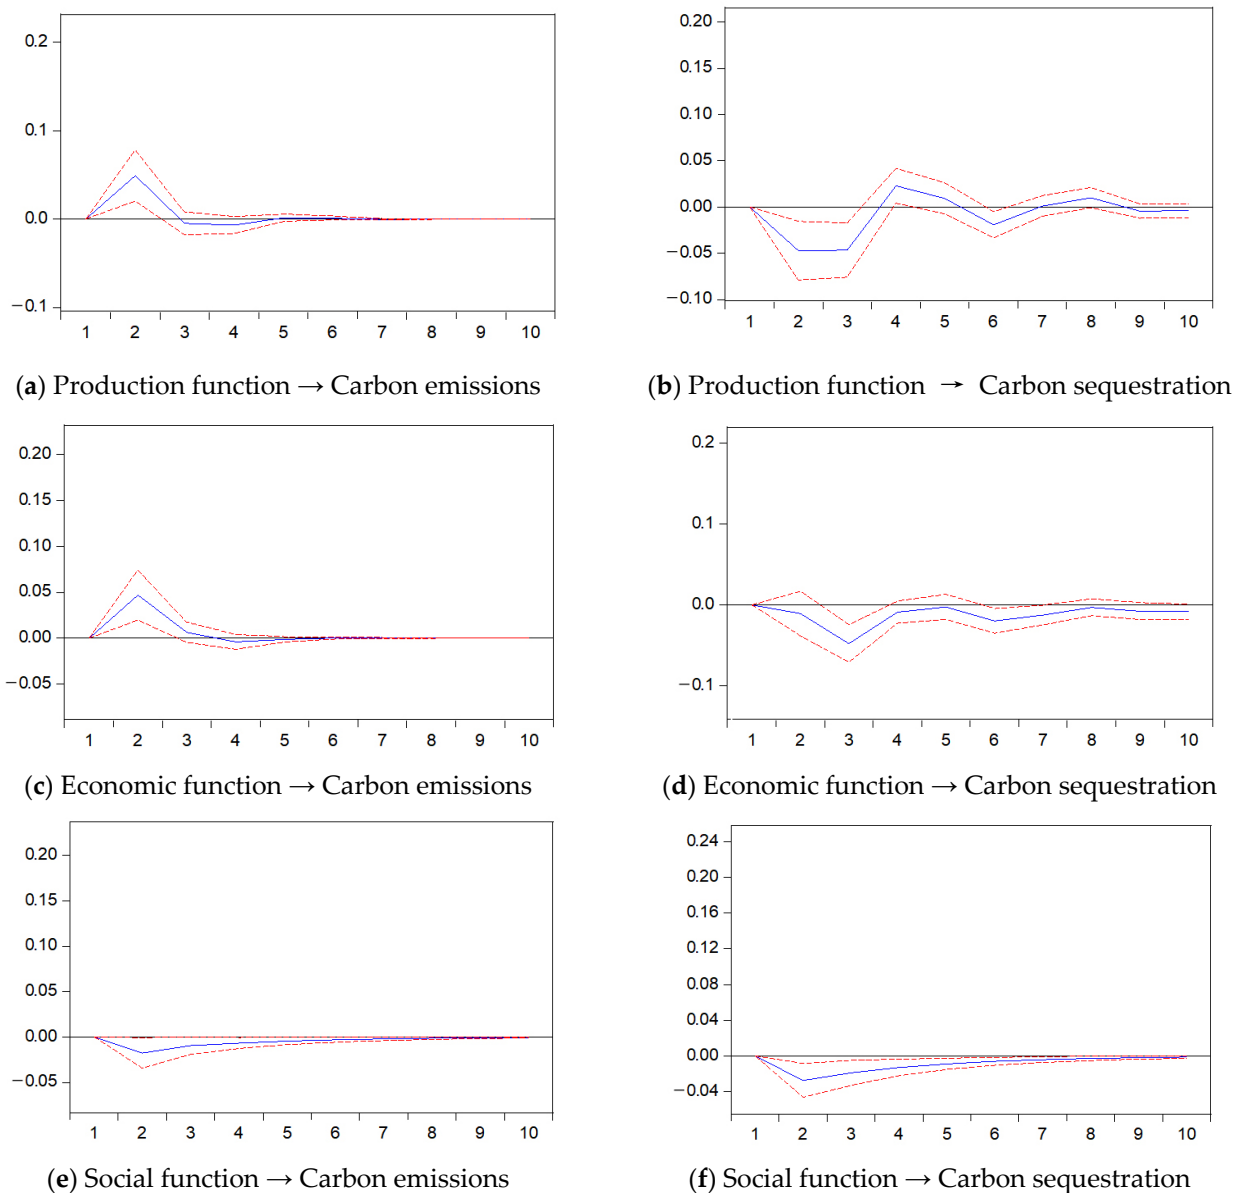 0.2
0.1
0.0
−0.1
1 2 3 4 5 6 7 8 9 10
(a) Production function → Carbon emissions
0.20
0.15
0.10
0.05
0.00
−0.05
−0.10
1 2 3 4 5 6 7 8 9 10
(b) Production function → Carbon sequestration
0.20
0.15
0.10
0.05
0.00
−0.05
1 2 3 4 5 6 7 8 9 10
(c) Economic function → Carbon emissions
0.2
0.1
0.0
−0.1
1 2 3 4 5 6 7 8 9 10
(d) Economic function → Carbon sequestration
0.20
0.15
0.10
0.05
0.00
−0.05
1 2 3 4 5 6 7 8 9 10
(e) Social function → Carbon emissions
0.24
0.20
0.16
0.12
0.08
0.04
0.00
−0.04
1 2 3 4 5 6 7 8 9 10
(f) Social function → Carbon sequestration